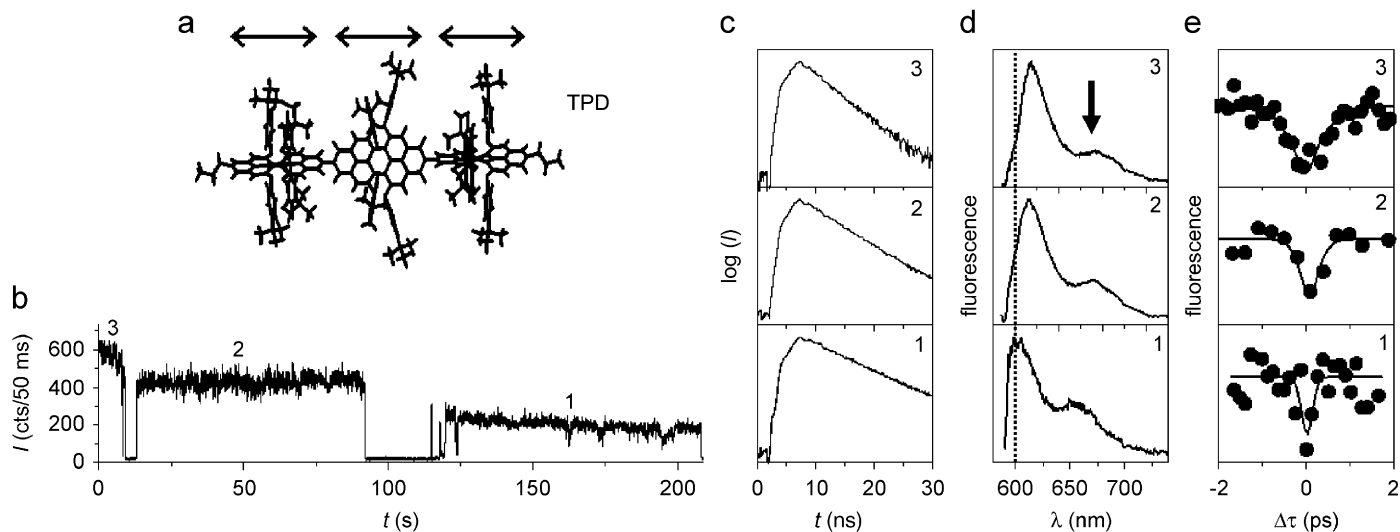 a
TPD
b
3
2
1
I (cts/50 ms)
600
400
200
0
0
50
100
150
200
t (s)
c
3
2
1
log (I)
0
10
20
30
t (ns)
d
3
2
1
fluorescence
600
650
700
λ (nm)
e
3
2
1
fluorescence
-2
0
2
Δτ (ps)